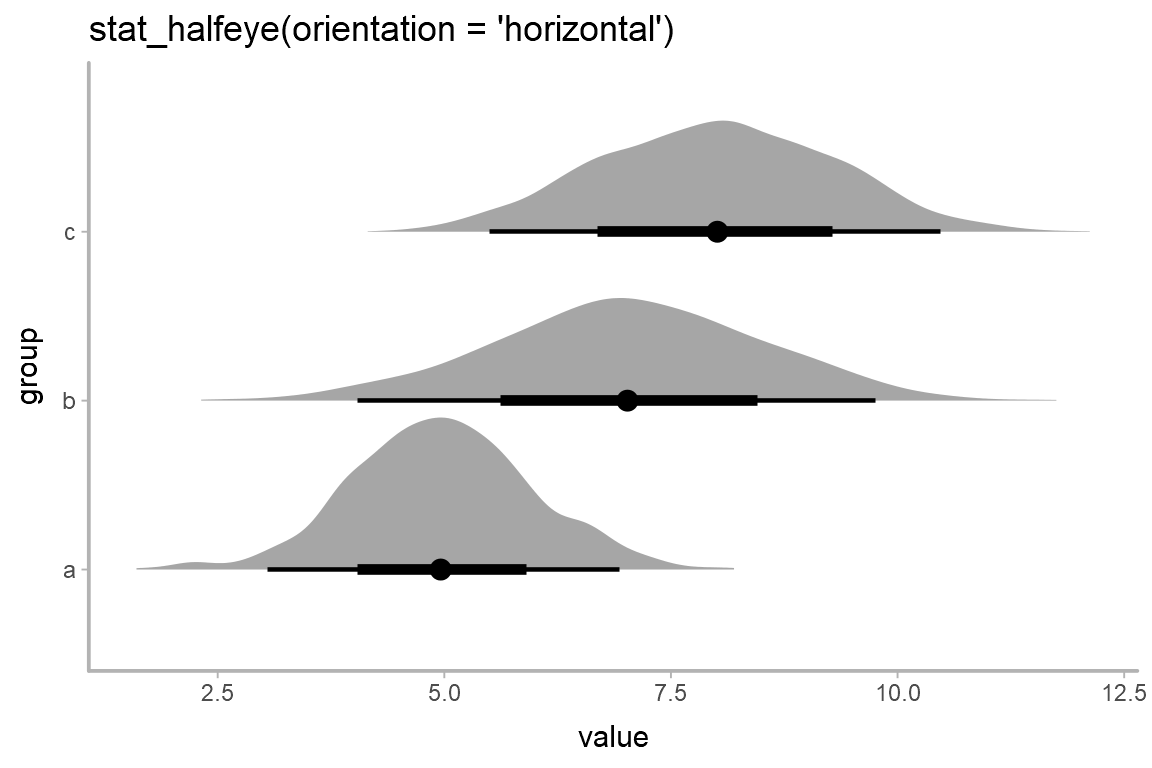 stat_halfeye(orientation = 'horizontal')
c
group
b
a
2.5 5.0 7.5 10.0 12.5
value